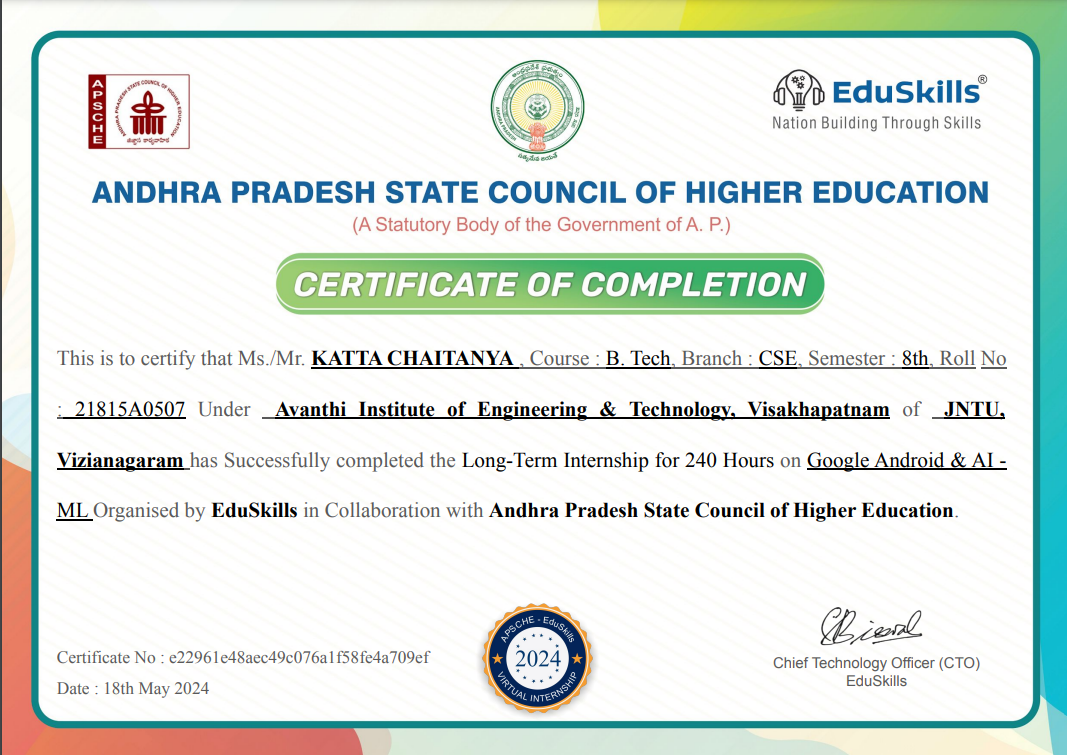 APSCHE
ANDHRA PRADESH STATE COUNCIL OF HIGHER EDUCATION
EduSkills®
Nation Building Through Skills
ANDHRA PRADESH STATE COUNCIL OF HIGHER EDUCATION
(A Statutory Body of the Government of A. P.)
CERTIFICATE OF COMPLETION
This is to certify that Ms./Mr. KATTA CHAITANYA , Course : B. Tech, Branch : CSE, Semester : 8th, Roll No
: 21815A0507 Under Avanthi Institute of Engineering & Technology, Visakhapatnam of JNTU,
Vizianagaram has Successfully completed the Long-Term Internship for 240 Hours on Google Android & AI -
ML Organised by EduSkills in Collaboration with Andhra Pradesh State Council of Higher Education.
APSCHE - EduSkills
2024
VIRTUAL INTERNSHIP
Certificate No : e22961e48aec49c076a1f58fe4a709ef
Date : 18th May 2024
Chief Technology Officer (CTO)
EduSkills